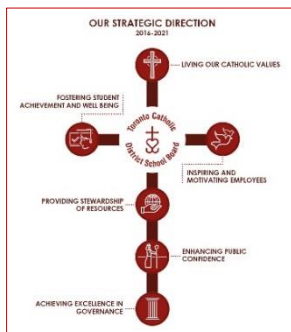 OUR STRATEGIC DIRECTION
2016-2021
LIVING OUR CATHOLIC VALUES
FOSTERING STUDENT
ACHIEVEMENT AND WELL BEING
Toronto Catholic
District School Board
INSPIRING AND
MOTIVATING EMPLOYEES
PROVIDING STEWARDSHIP
OF RESOURCES
ENHANCING PUBLIC
CONFIDENCE
ACHIEVING EXCELLENCE IN
GOVERNANCE